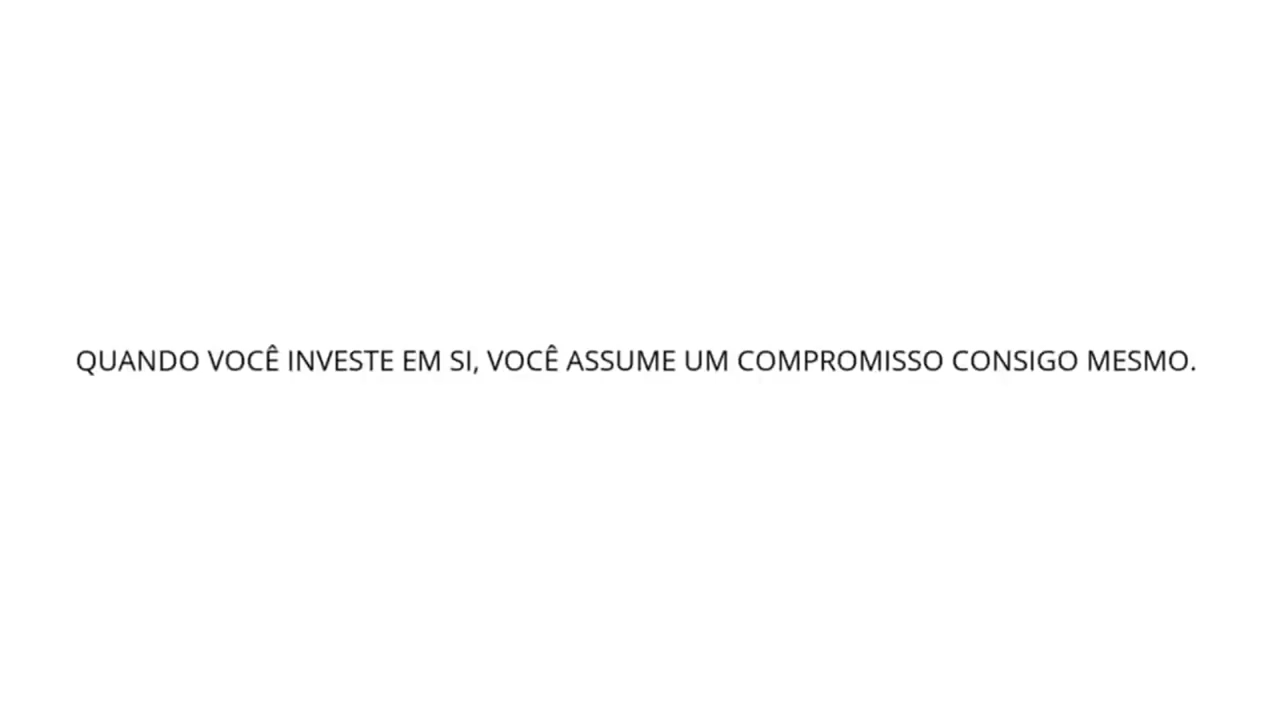 QUANDO VOCÊ INVESTE EM SI, VOCÊ ASSUME UM COMPROMISSO CONSIGO MESMO.